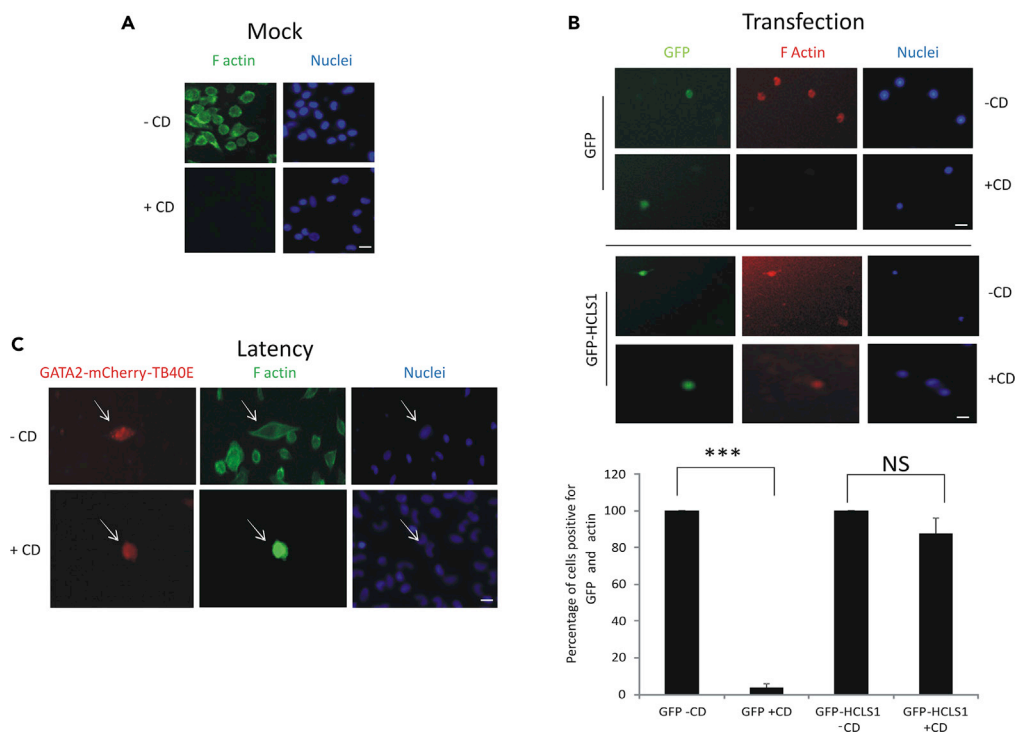 A
Mock
F actin
Nuclei
- CD
+ CD
B
Transfection
GFP
F Actin
Nuclei
GFP
-CD
+CD
GFP-HCLS1
-CD
+CD
C
Latency
GATA2-mCherry-TB40E
F actin
Nuclei
- CD
+ CD
Percentage of cells positive for
GFP and actin
120
100
80
60
40
20
0
***
NS
GFP -CD
GFP +CD
GFP-HCLS1
-CD
GFP-HCLS1
+CD